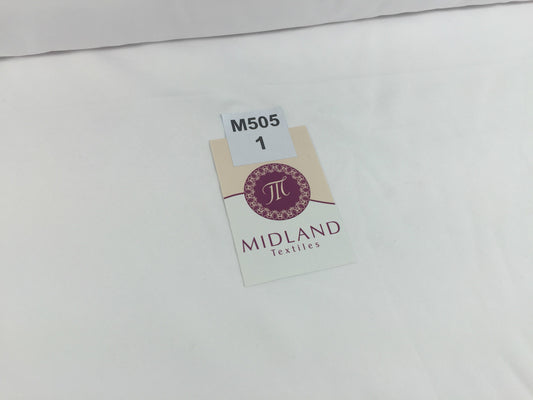 M505
1
MIDLAND
Textiles